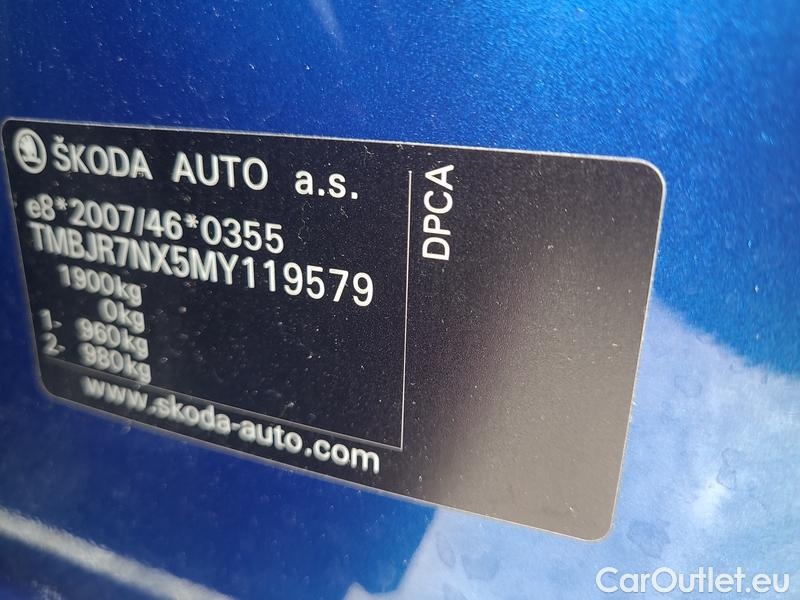 ŠKODA AUTO a.s.
e8*2007/46*0355
TMBJR7NX5MY119579
1900kg
0kg
1- 960kg
2- 980kg
www.skoda-auto.com
DPCA
CarOutlet.eu